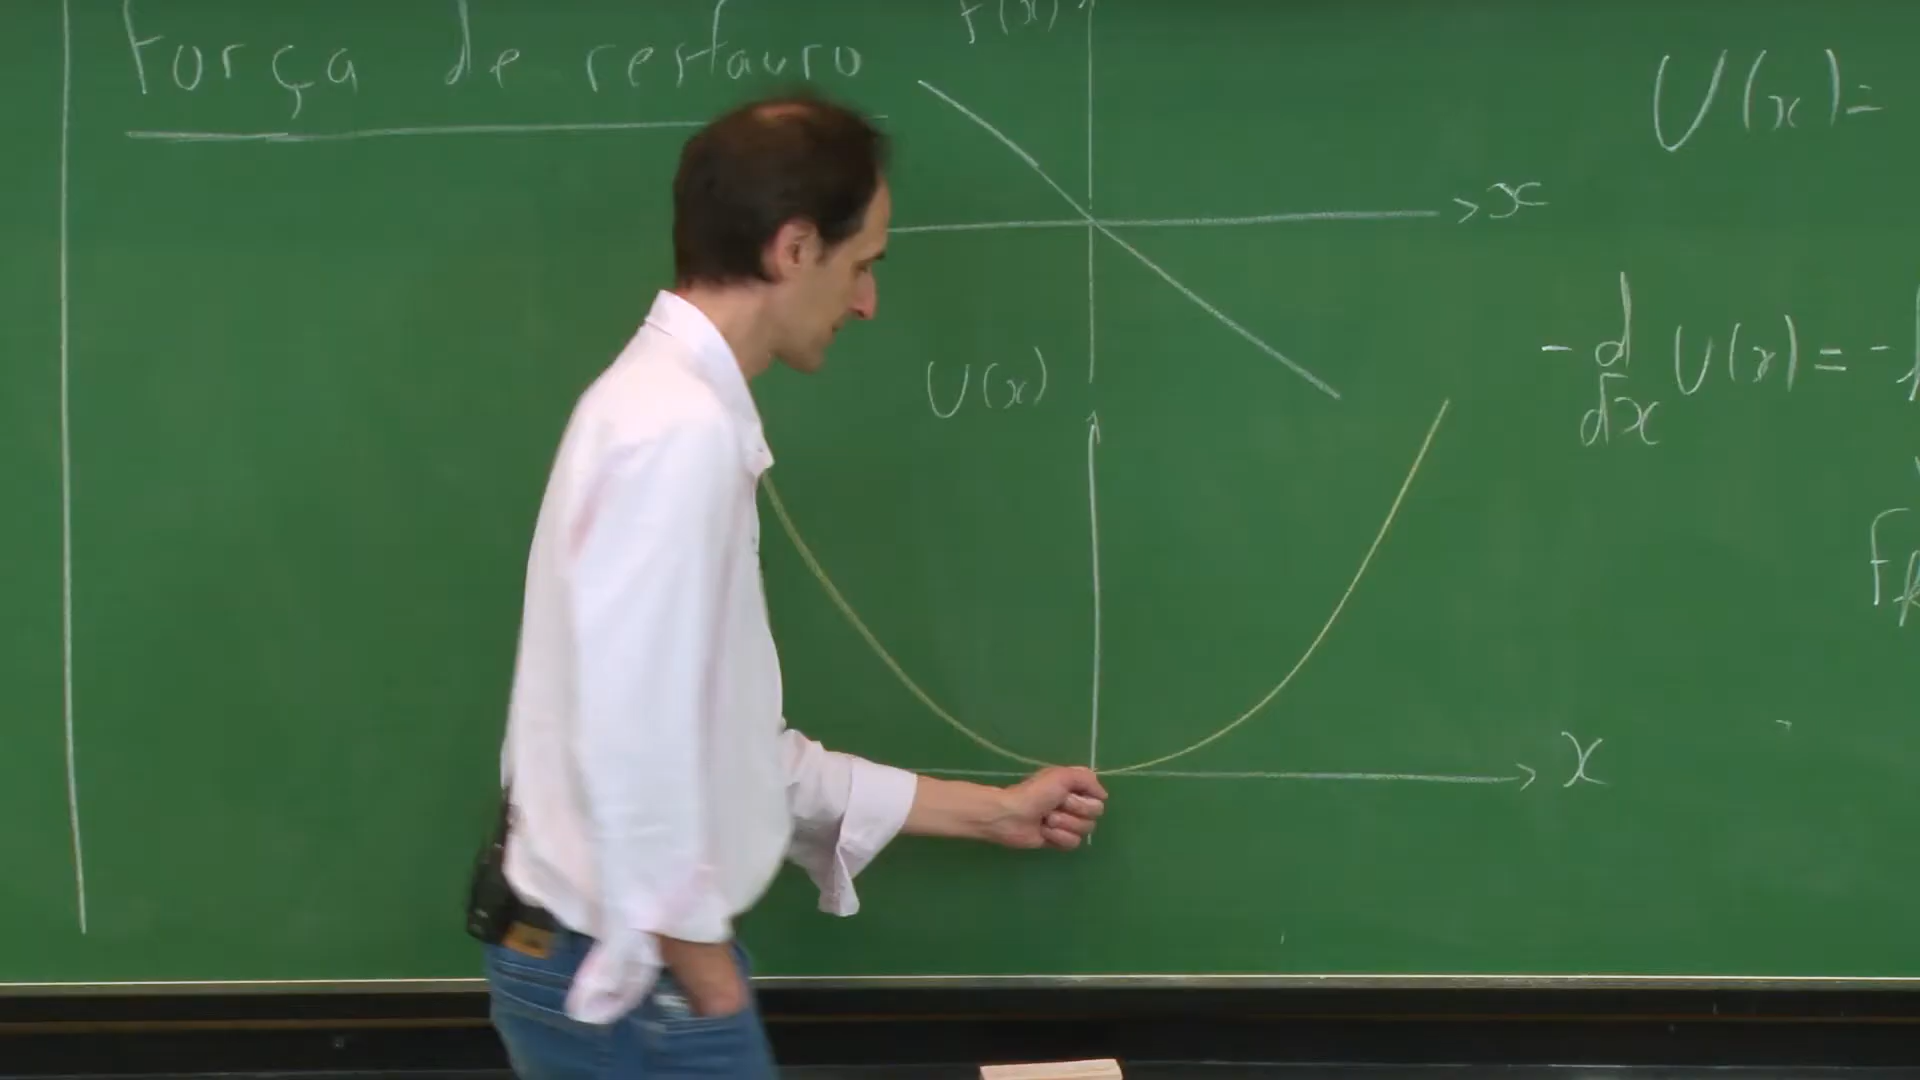 Força de restauro
F(x)
x
U(x)=
U(x)
-d/dx U(x) = -
x